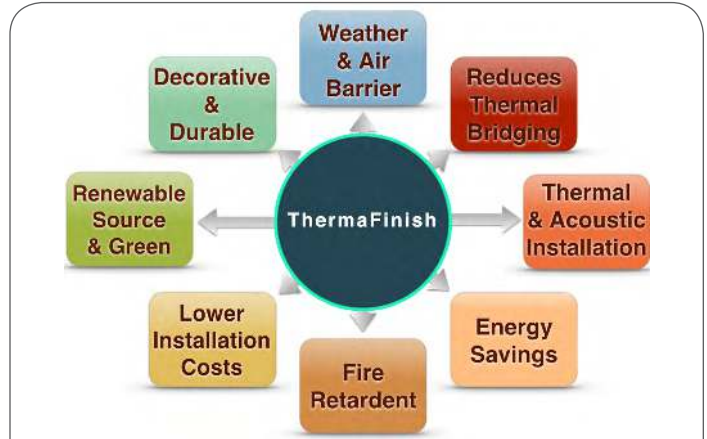 Weather
& Air
Barrier
Decorative
&
Durable
Reduces
Thermal
Bridging
Renewable
Source
& Green
ThermaFinish
Thermal
& Acoustic
Installation
Lower
Installation
Costs
Energy
Savings
Fire
Retardent